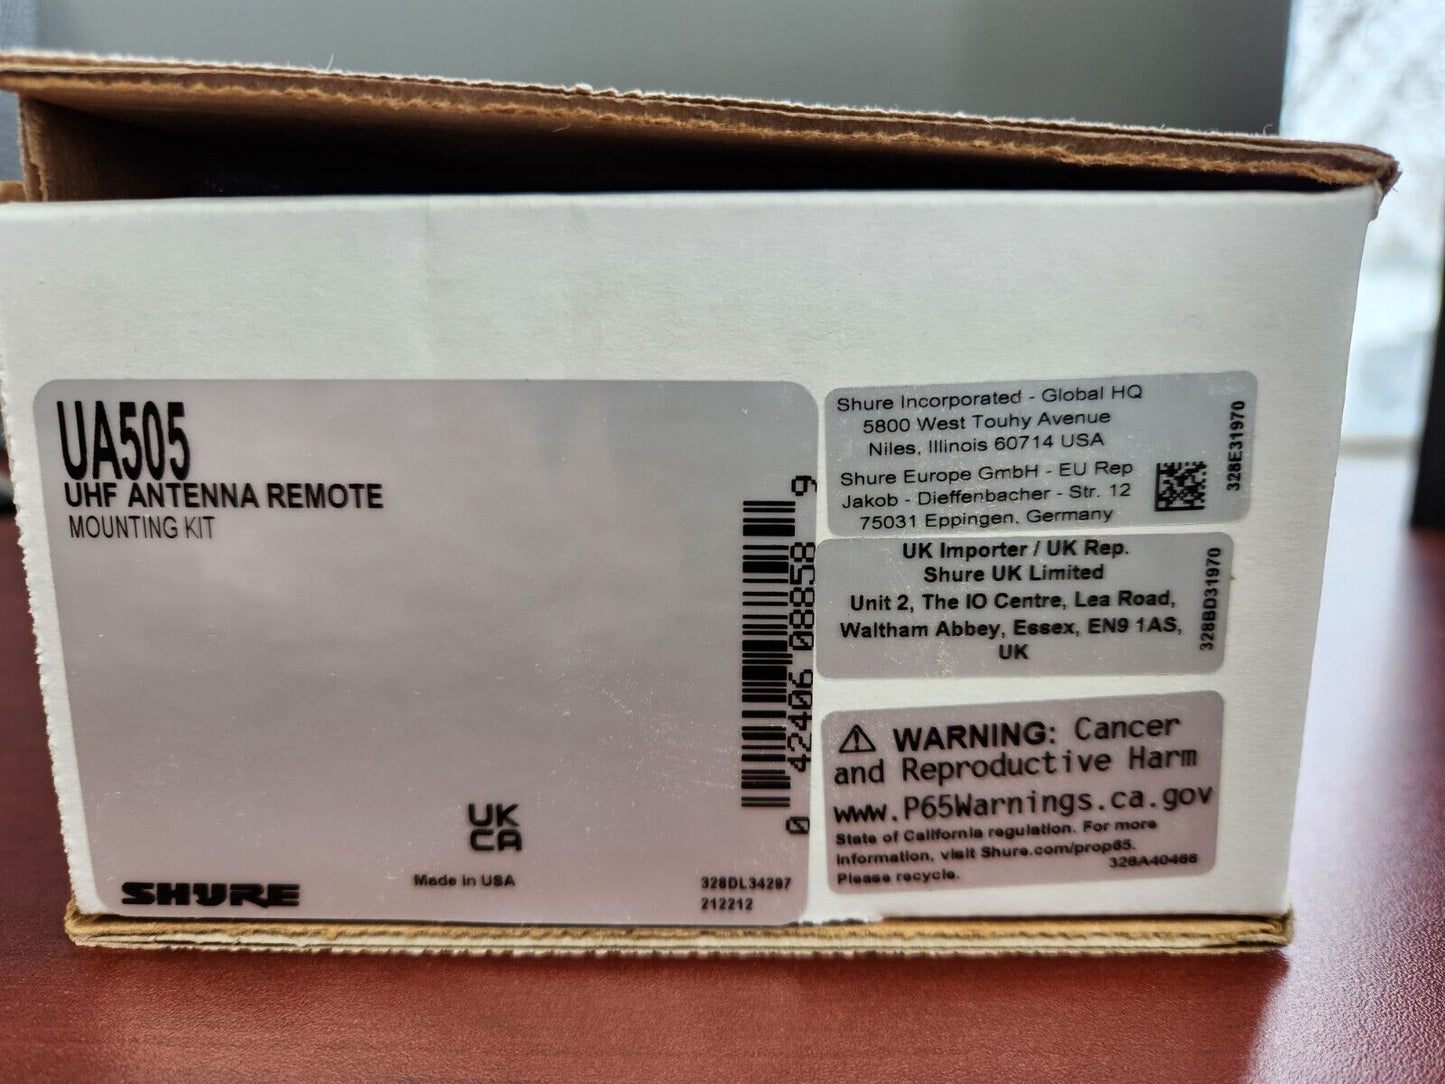 UA505
UHF ANTENNA REMOTE
MOUNTING KIT
0 42406 08858 9
UK
CA
SHURE
Made in USA
328DL34297
212212
Shure Incorporated - Global HQ
5800 West Touhy Avenue
Niles, Illinois 60714 USA
Shure Europe GmbH - EU Rep
Jakob - Dieffenbacher - Str. 12
75031 Eppingen, Germany
328E31970
UK Importer / UK Rep.
Shure UK Limited
Unit 2, The IO Centre, Lea Road,
Waltham Abbey, Essex, EN9 1AS,
UK
328BD31970
WARNING: Cancer
and Reproductive Harm
www.P65Warnings.ca.gov
State of California regulation. For more
information, visit Shure.com/prop65.
Please recycle.
328A40466